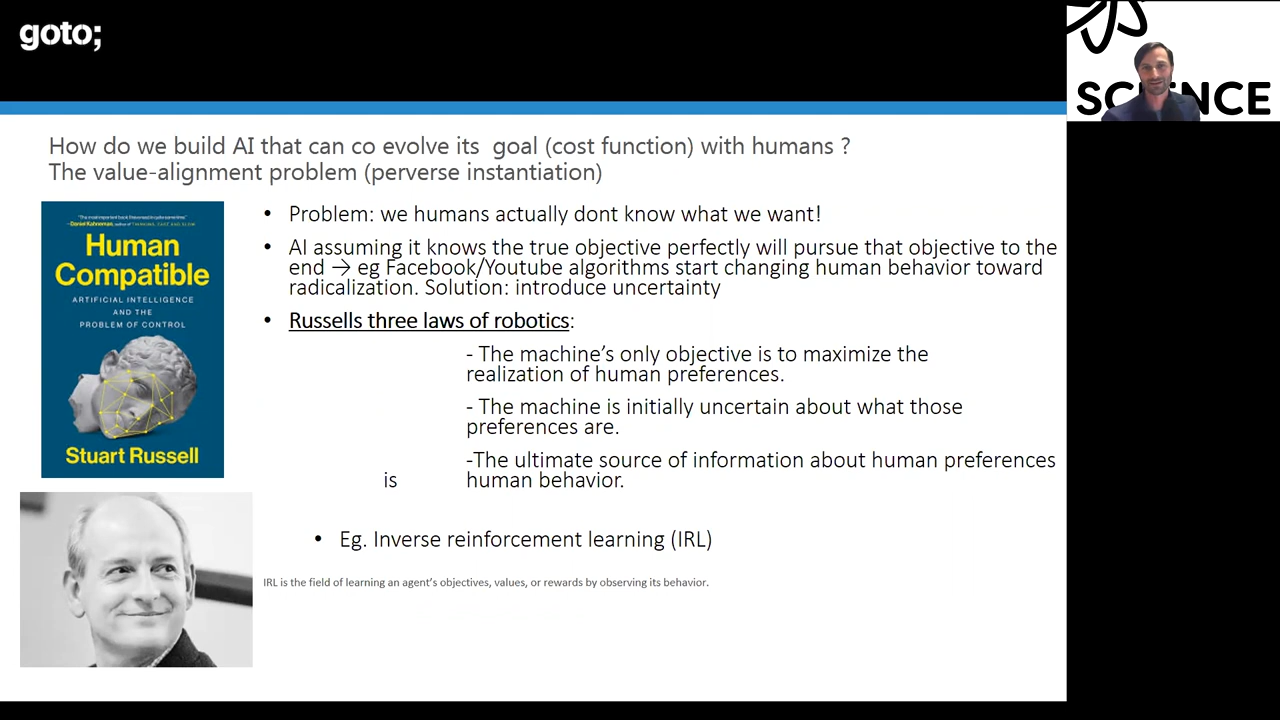 goto;
SCIENCE
How do we build AI that can co evolve its goal (cost function) with humans ?
The value-alignment problem (perverse instantiation)
"The most important book I have read in quite some time."
—Daniel Kahneman, author of THINKING, FAST AND SLOW
Human
Compatible
ARTIFICIAL INTELLIGENCE
AND THE
PROBLEM OF CONTROL
Stuart Russell
• Problem: we humans actually dont know what we want!
• AI assuming it knows the true objective perfectly will pursue that objective to the
end → eg Facebook/Youtube algorithms start changing human behavior toward
radicalization. Solution: introduce uncertainty
• Russells three laws of robotics:
- The machine’s only objective is to maximize the
realization of human preferences.
- The machine is initially uncertain about what those
preferences are.
-The ultimate source of information about human preferences
is human behavior.
• Eg. Inverse reinforcement learning (IRL)
IRL is the field of learning an agent’s objectives, values, or rewards by observing its behavior.